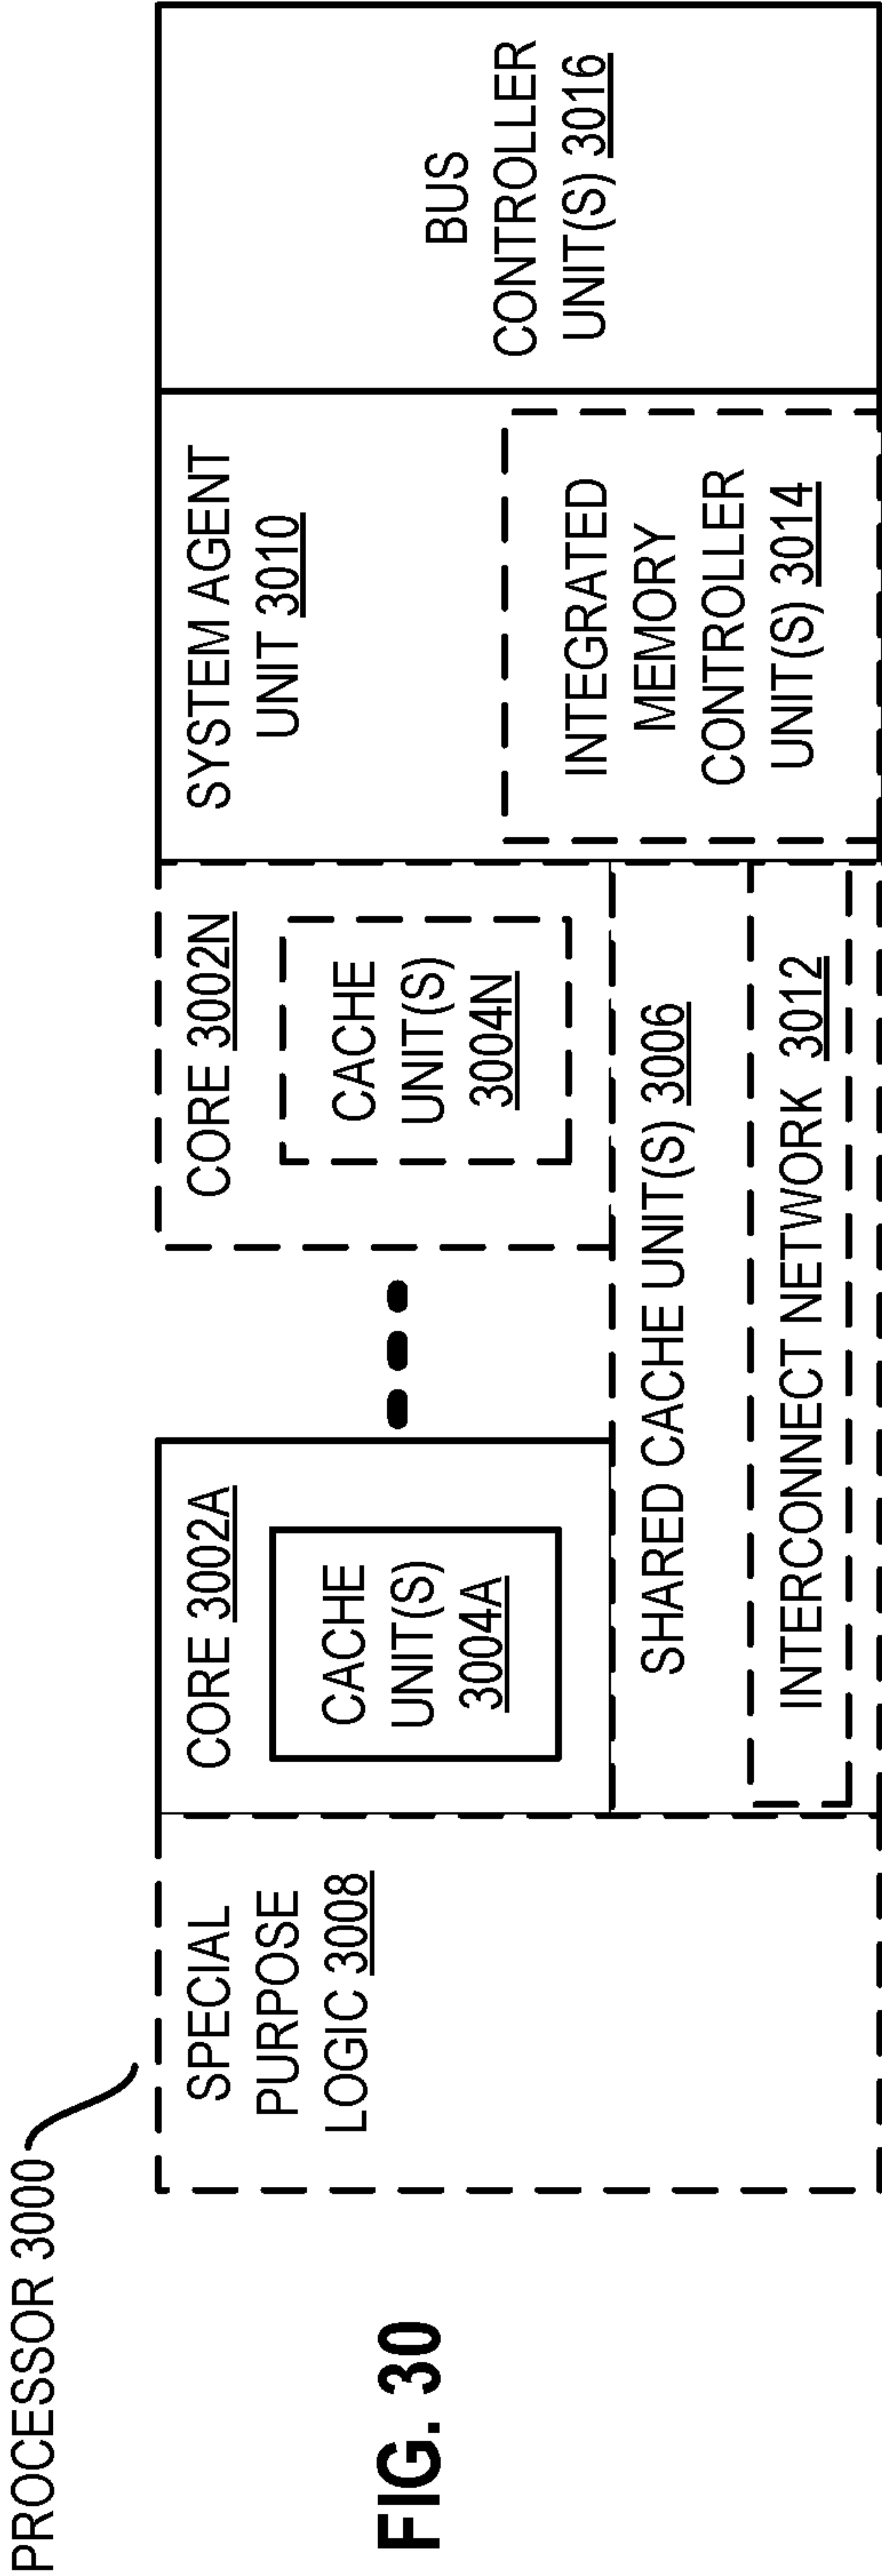 PROCESSOR 3000
SPECIAL
PURPOSE
LOGIC 3008
CORE 3002A
CACHE
UNIT(S)
3004A
CORE 3002N
CACHE
UNIT(S)
3004N
SHARED CACHE UNIT(S) 3006
INTERCONNECT NETWORK 3012
SYSTEM AGENT
UNIT 3010
INTEGRATED
MEMORY
CONTROLLER
UNIT(S) 3014
BUS
CONTROLLER
UNIT(S) 3016
FIG. 30